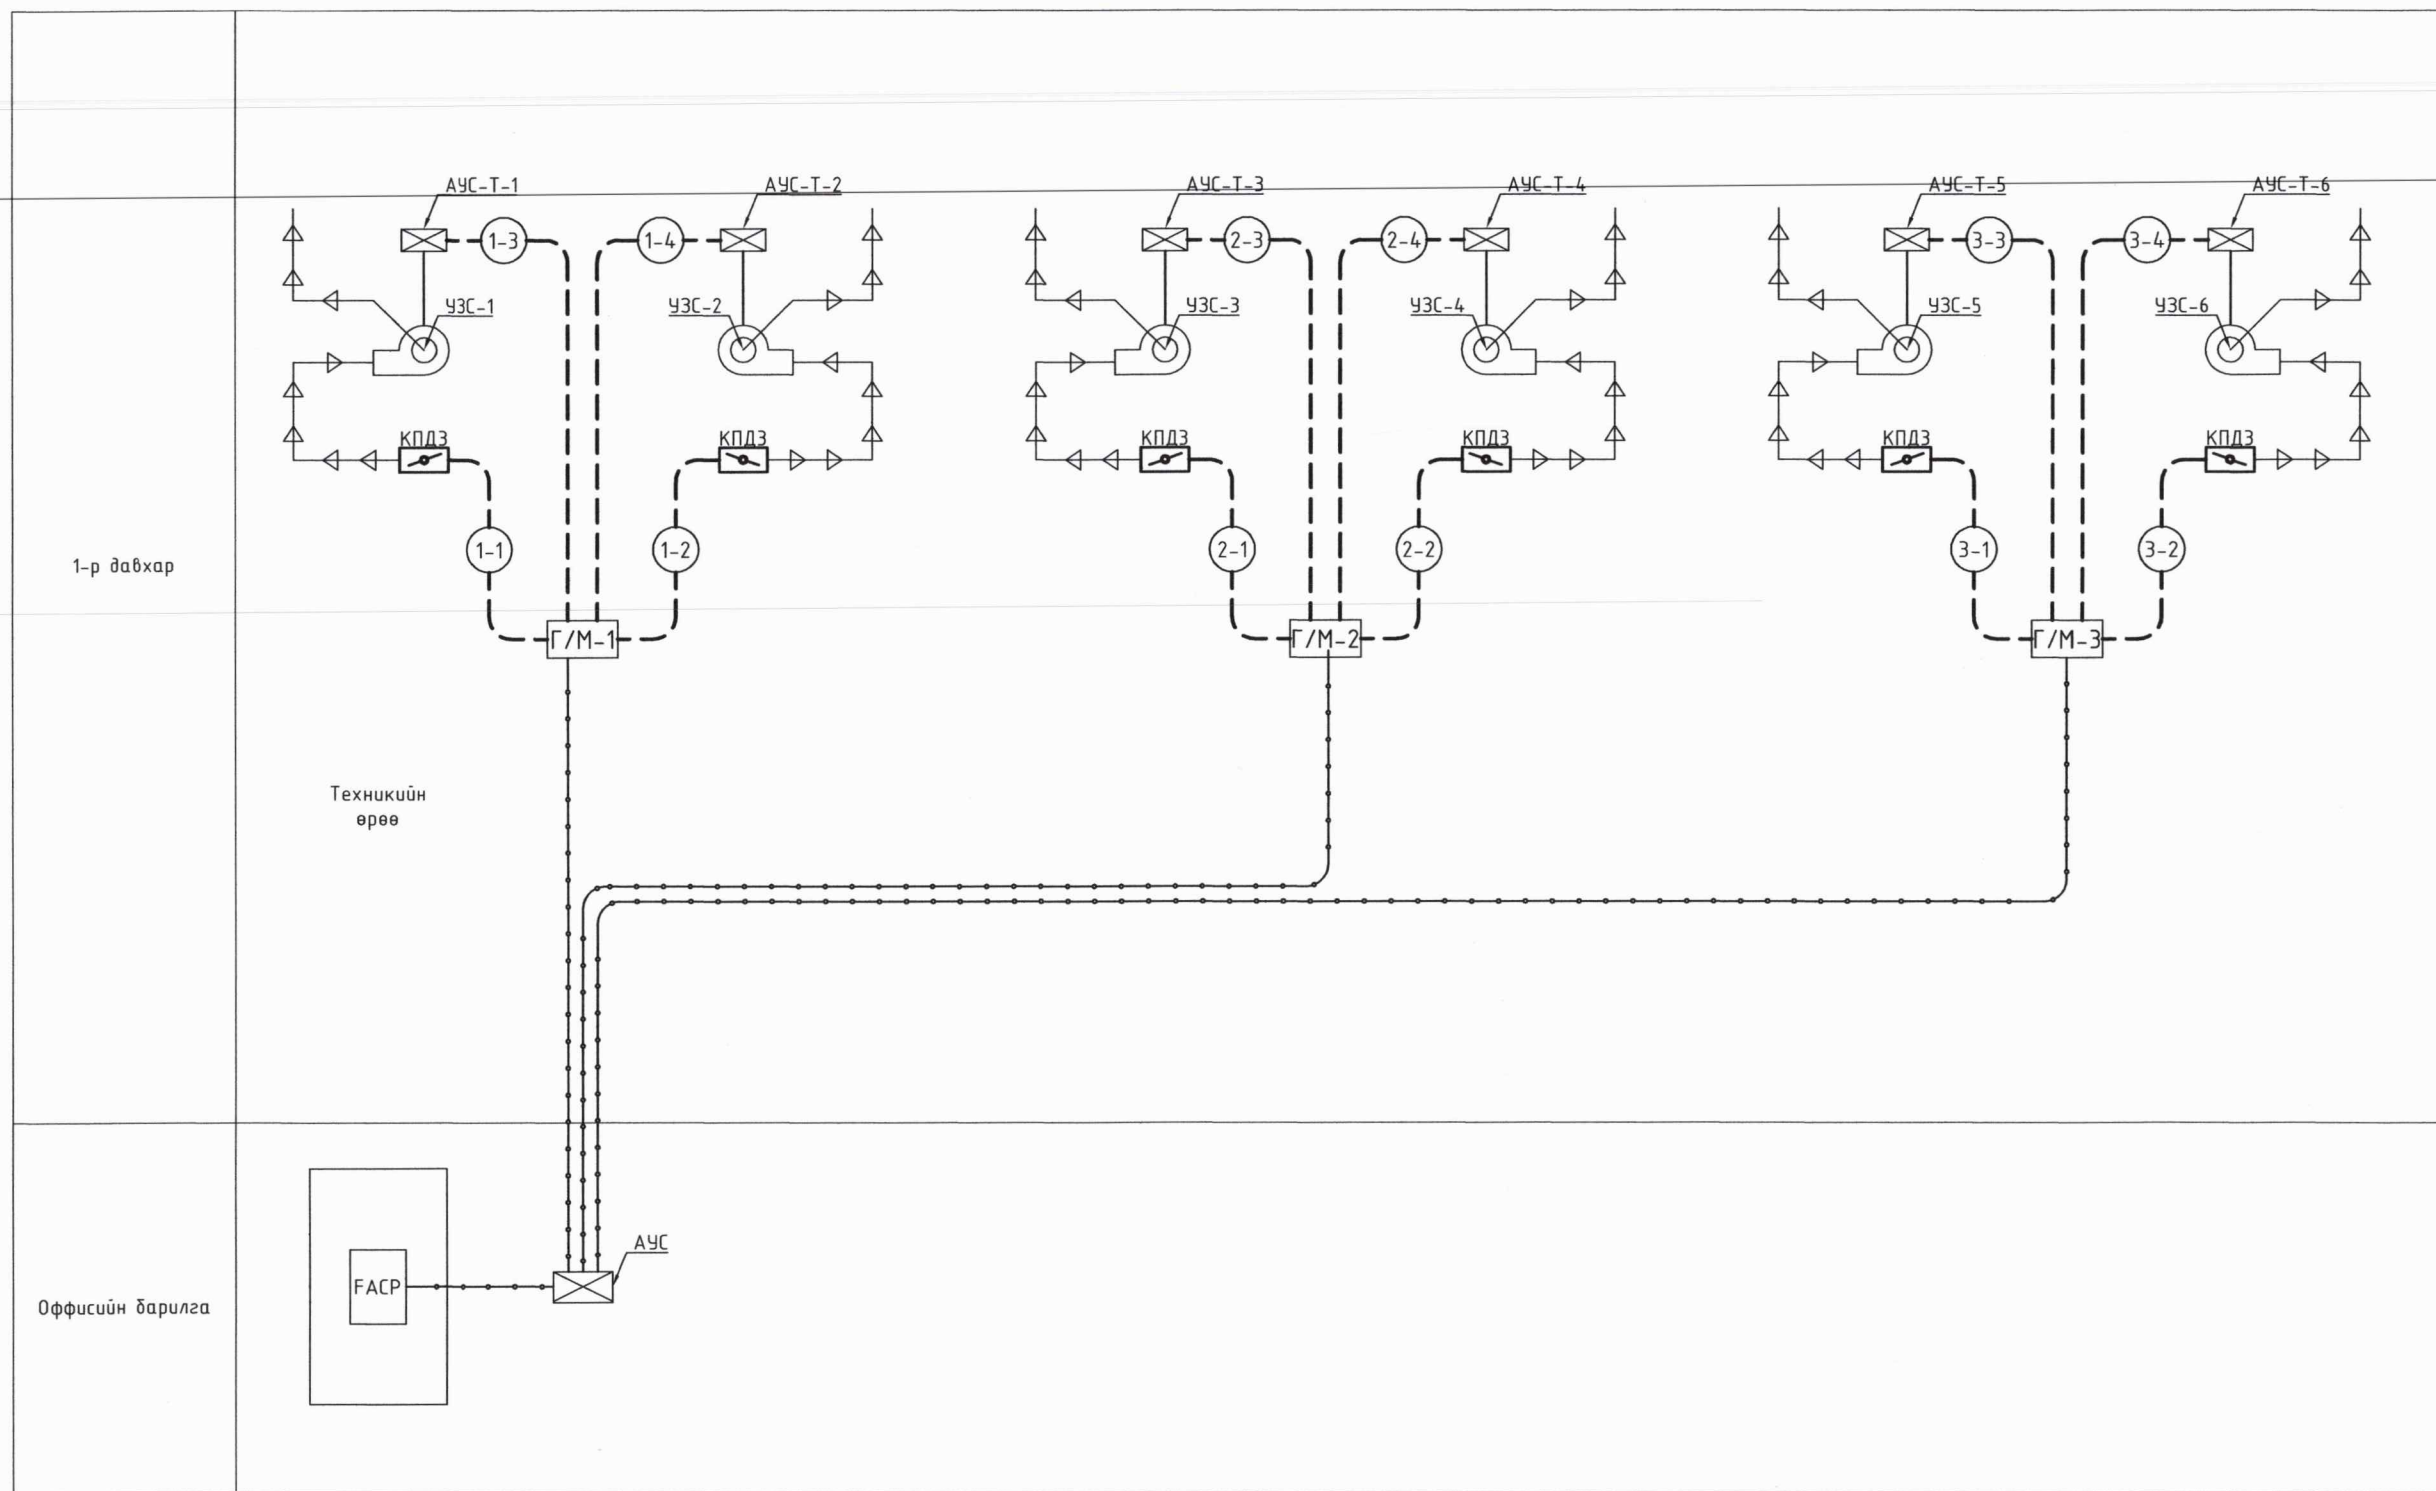 АУС-Т-1
АУС-Т-2
АУС-Т-3
АУС-Т-4
АУС-Т-5
АУС-Т-6
1-3
1-4
2-3
2-4
3-3
3-4
УЗС-1
УЗС-2
УЗС-3
УЗС-4
УЗС-5
УЗС-6
КПДЗ
КПДЗ
КПДЗ
КПДЗ
КПДЗ
КПДЗ
1-1
1-2
2-1
2-2
3-1
3-2
1-р давхар
Г/М-1
Г/М-2
Г/М-3
Техникийн
өрөө
АУС
FACP
Оффисийн барилга